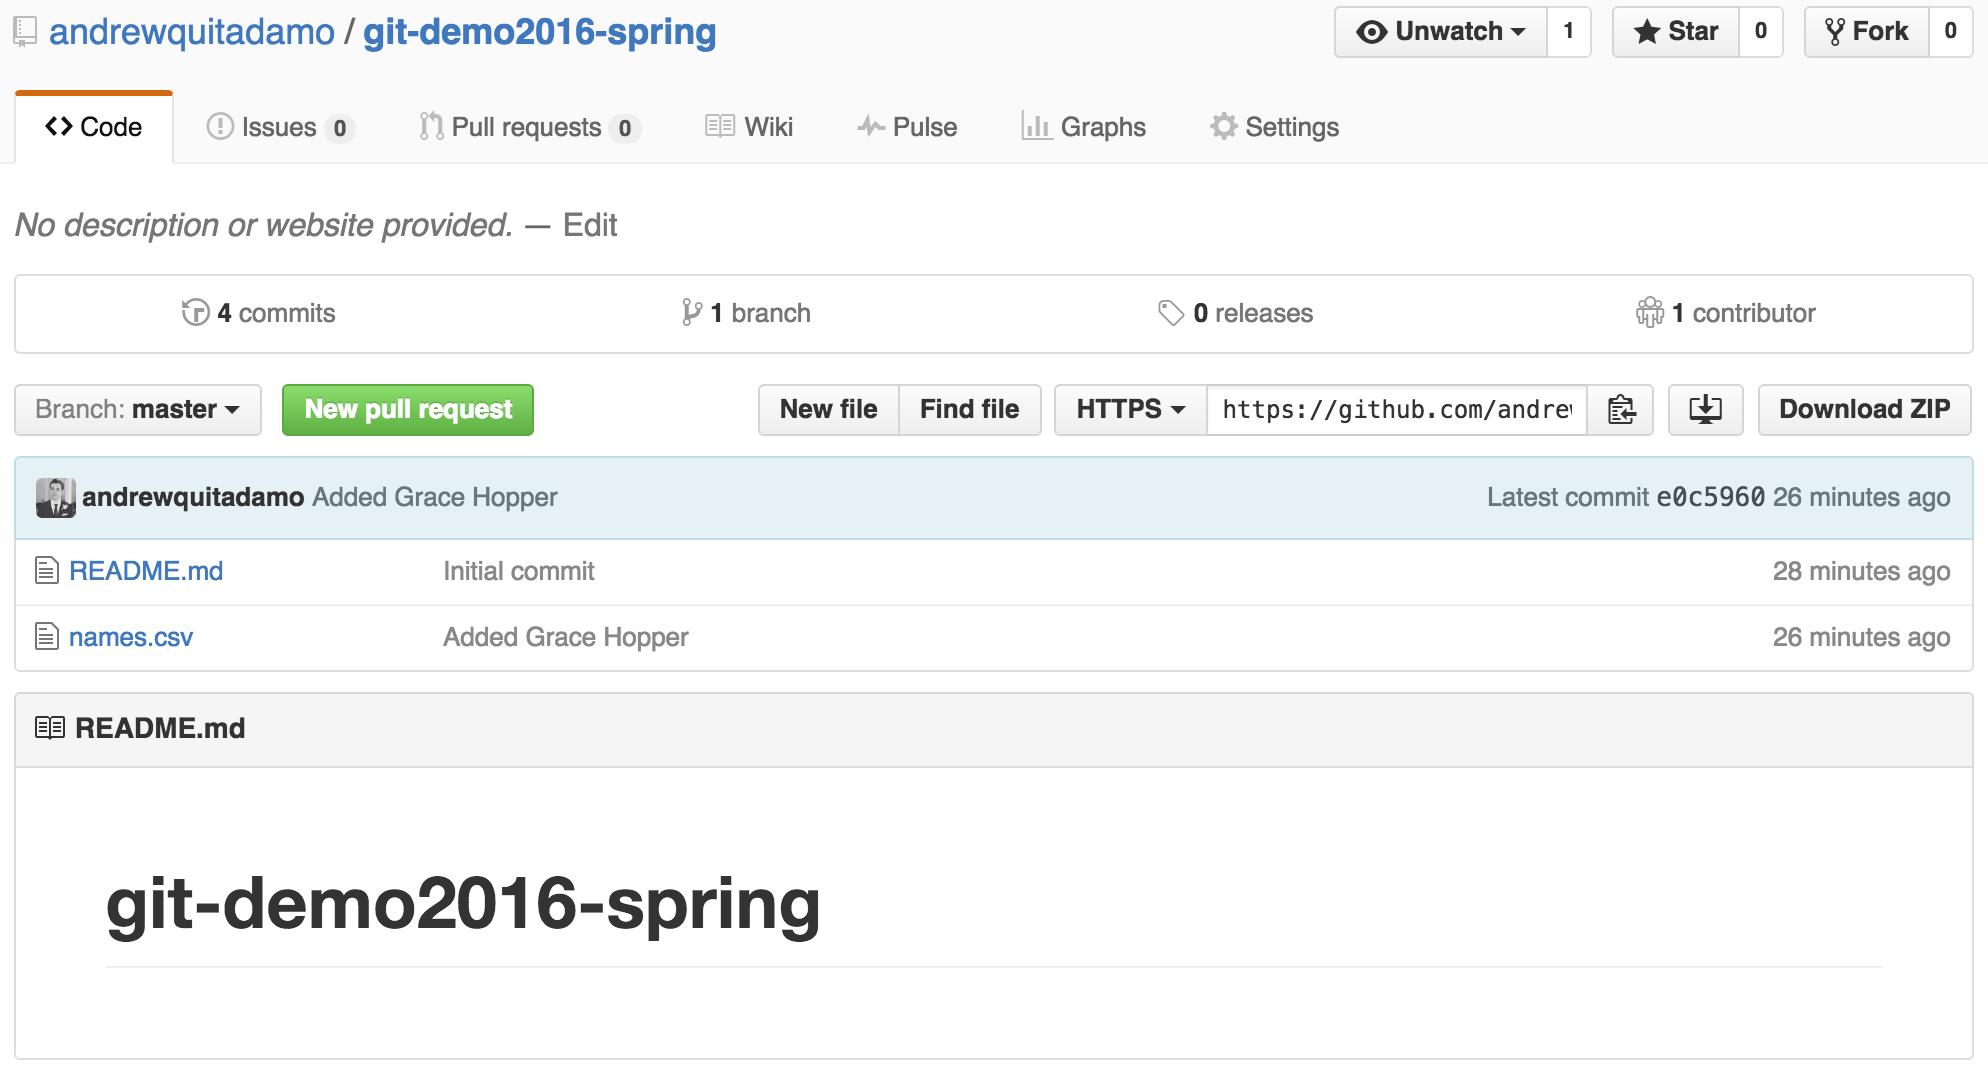 andrewquitadamo / git-demo2016-spring Unwatch 1 Star 0 Fork 0
Code Issues 0 Pull requests 0 Wiki Pulse Graphs Settings
No description or website provided. — Edit
4 commits 1 branch 0 releases 1 contributor
Branch: master New pull request New file Find file HTTPS https://github.com/andrew Download ZIP
andrewquitadamo Added Grace Hopper Latest commit e0c5960 26 minutes ago
README.md Initial commit 28 minutes ago
names.csv Added Grace Hopper 26 minutes ago
README.md
git-demo2016-spring